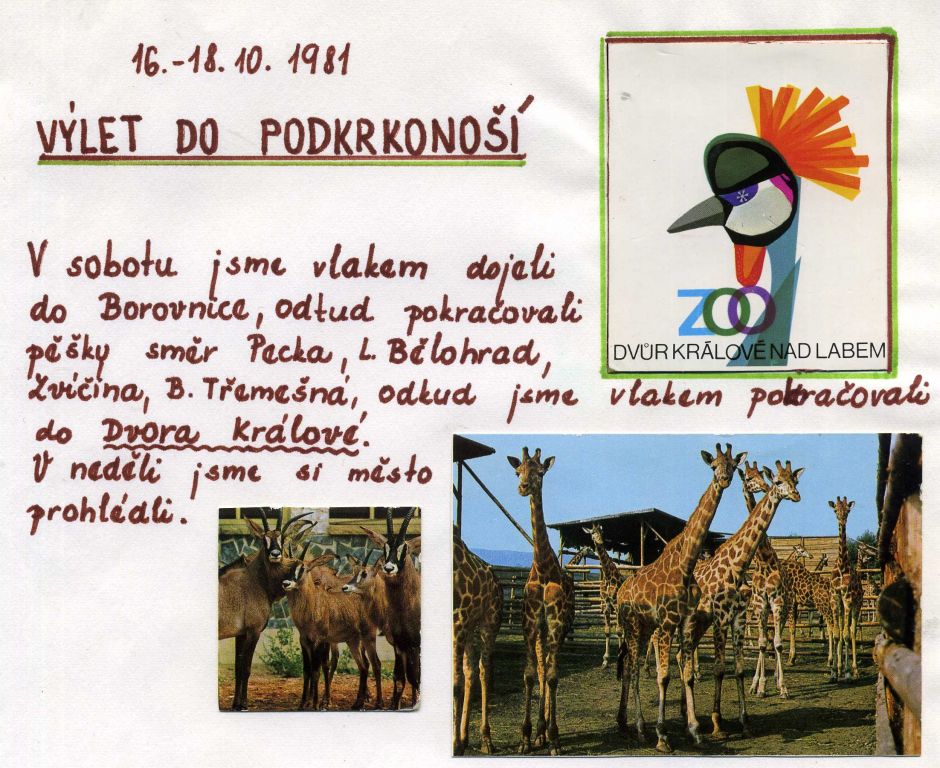 16.-18.10. 1981
VÝLET DO PODKRKONOŠÍ
V sobotu jsme vlakem dojeli
do Borovnice, odtud pokračovali
pěšky směr Pecka, L. Bělohrad,
Zvičina, B. Třemešná, odkud jsme vlakem pokračovali
do Dvora Králové.
V neděli jsme si město
prohlédli.
ZOO
DVŮR KRÁLOVÉ NAD LABEM